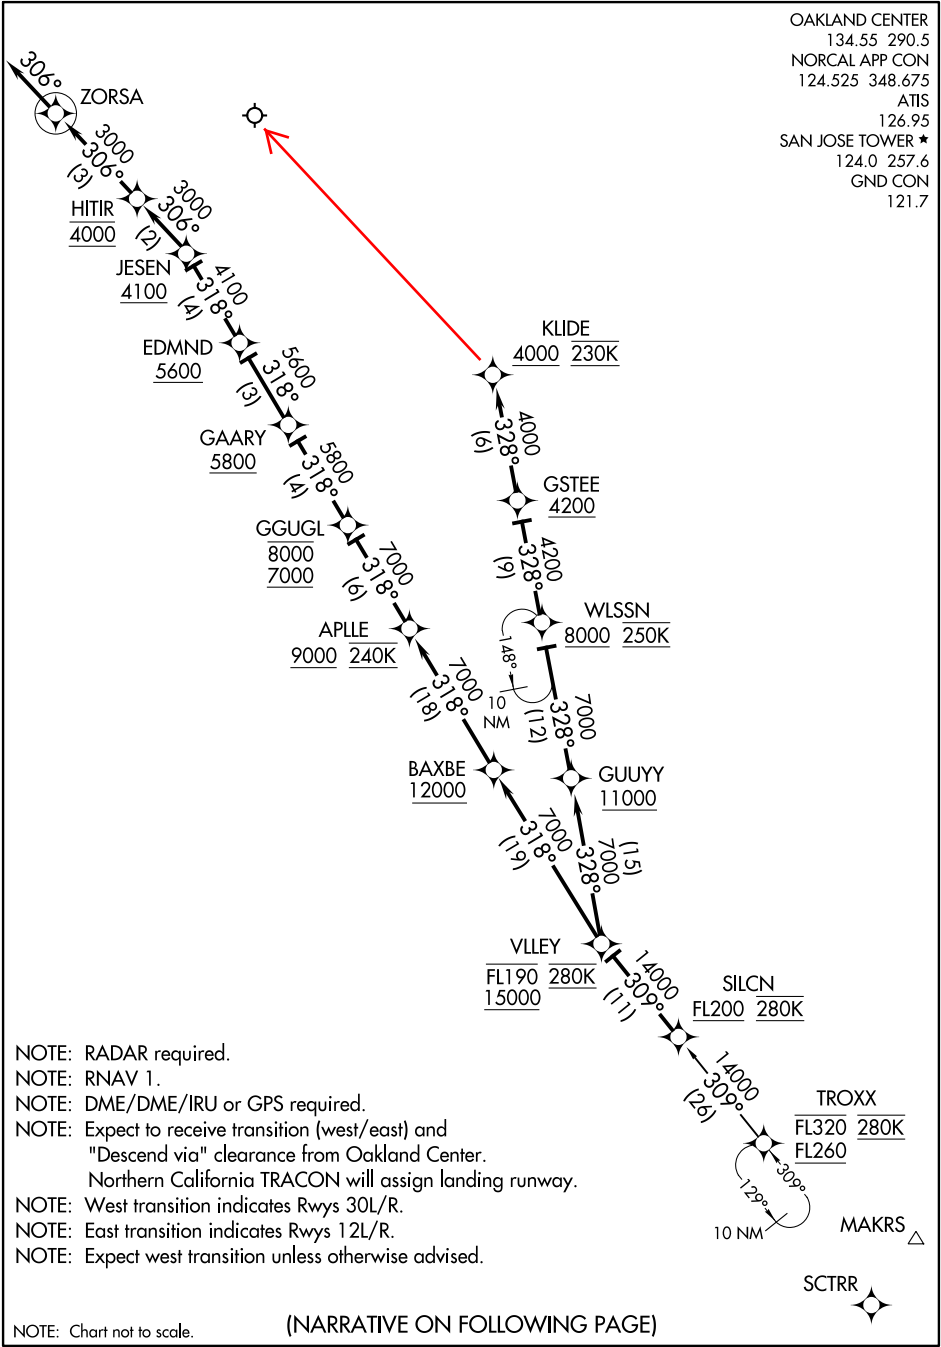 OAKLAND CENTER
134.55 290.5
NORCAL APP CON
124.525 348.675
ATIS
126.95
SAN JOSE TOWER ★
124.0 257.6
GND CON
121.7
306°
ZORSA
3000
306°
(3)
HITIR
4000
3000
306°
(2)
JESEN
4100
4100
318°
(4)
EDMND
5600
5600
318°
(3)
GAARY
5800
5800
318°
(4)
GGUGL
8000
7000
7000
318°
(6)
APLLE
9000 240K
7000
318°
(18)
BAXBE
12000
7000
318°
(19)
KLIDE
4000 230K
4000
328°
(6)
GSTEE
4200
4200
328°
(9)
WLSSN
8000 250K
148°
10
NM
7000
328°
(12)
GUUYY
11000
(15)
7000
328°
VLLEY
FL190 280K
15000
14000
309°
(11)
SILCN
FL200 280K
14000
309°
(26)
TROXX
FL320 280K
FL260
309°
129°
10 NM
MAKRS
SCTRR
NOTE: RADAR required.
NOTE: RNAV 1.
NOTE: DME/DME/IRU or GPS required.
NOTE: Expect to receive transition (west/east) and
"Descend via" clearance from Oakland Center.
Northern California TRACON will assign landing runway.
NOTE: West transition indicates Rwys 30L/R.
NOTE: East transition indicates Rwys 12L/R.
NOTE: Expect west transition unless otherwise advised.
NOTE: Chart not to scale.
(NARRATIVE ON FOLLOWING PAGE)